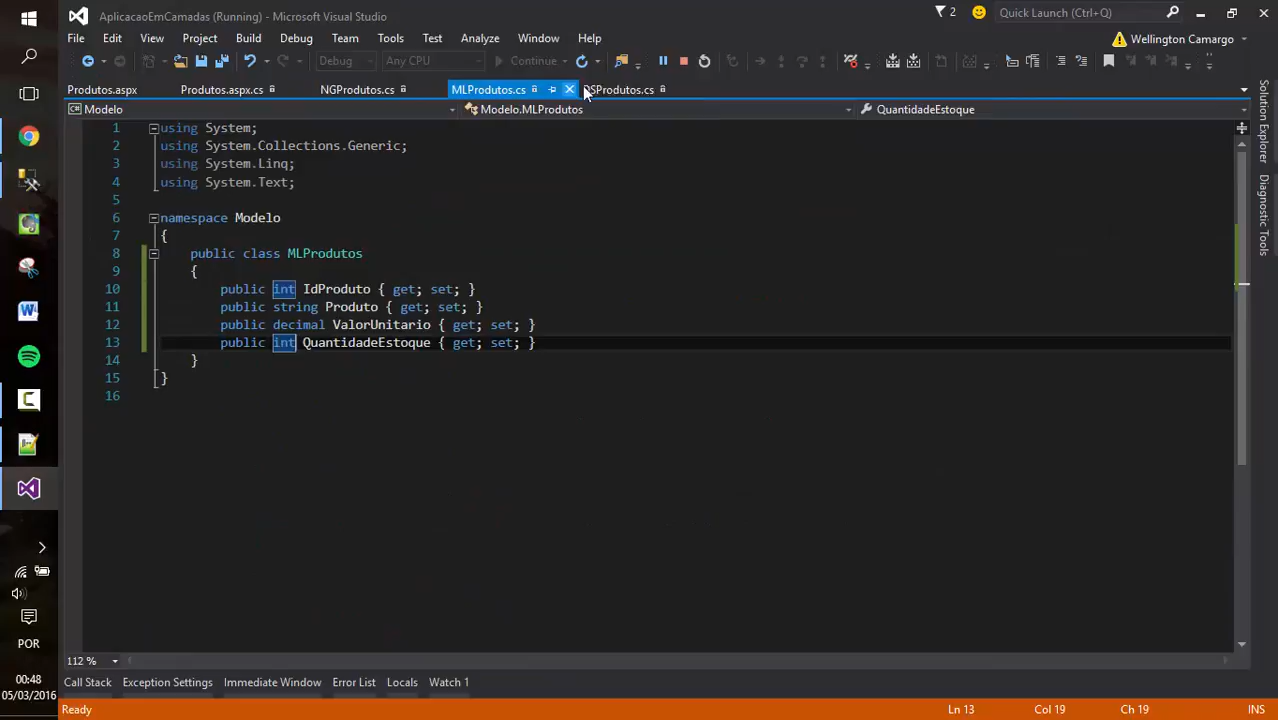 AplicacaoEmCamadas (Running) - Microsoft Visual Studio
2
Quick Launch (Ctrl+Q)
File Edit View Project Build Debug Team Tools Test Analyze Window Help
Wellington Camargo
Debug Any CPU Continue
Produtos.aspx Produtos.aspx.cs NGProdutos.cs MLProdutos.cs SProdutos.cs
Modelo Modelo.MLProdutos QuantidadeEstoque
1 using System;
2 using System.Collections.Generic;
3 using System.Linq;
4 using System.Text;
5
6 namespace Modelo
7 {
8 public class MLProdutos
9 {
10 public int IdProduto { get; set; }
11 public string Produto { get; set; }
12 public decimal ValorUnitario { get; set; }
13 public int QuantidadeEstoque { get; set; }
14 }
15 }
16
Solution Explorer
Diagnostic Tools
112 %
Call Stack Exception Settings Immediate Window Error List Locals Watch 1
Ready Ln 13 Col 19 Ch 19 INS
POR
00:48
05/03/2016